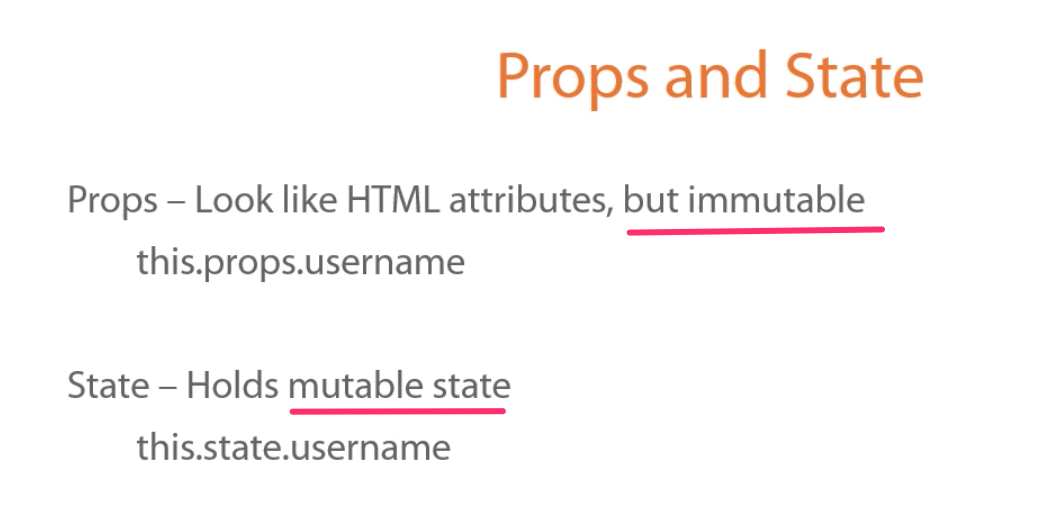 Props and State
Props – Look like HTML attributes, but immutable
this.props.username
State – Holds mutable state
this.state.username